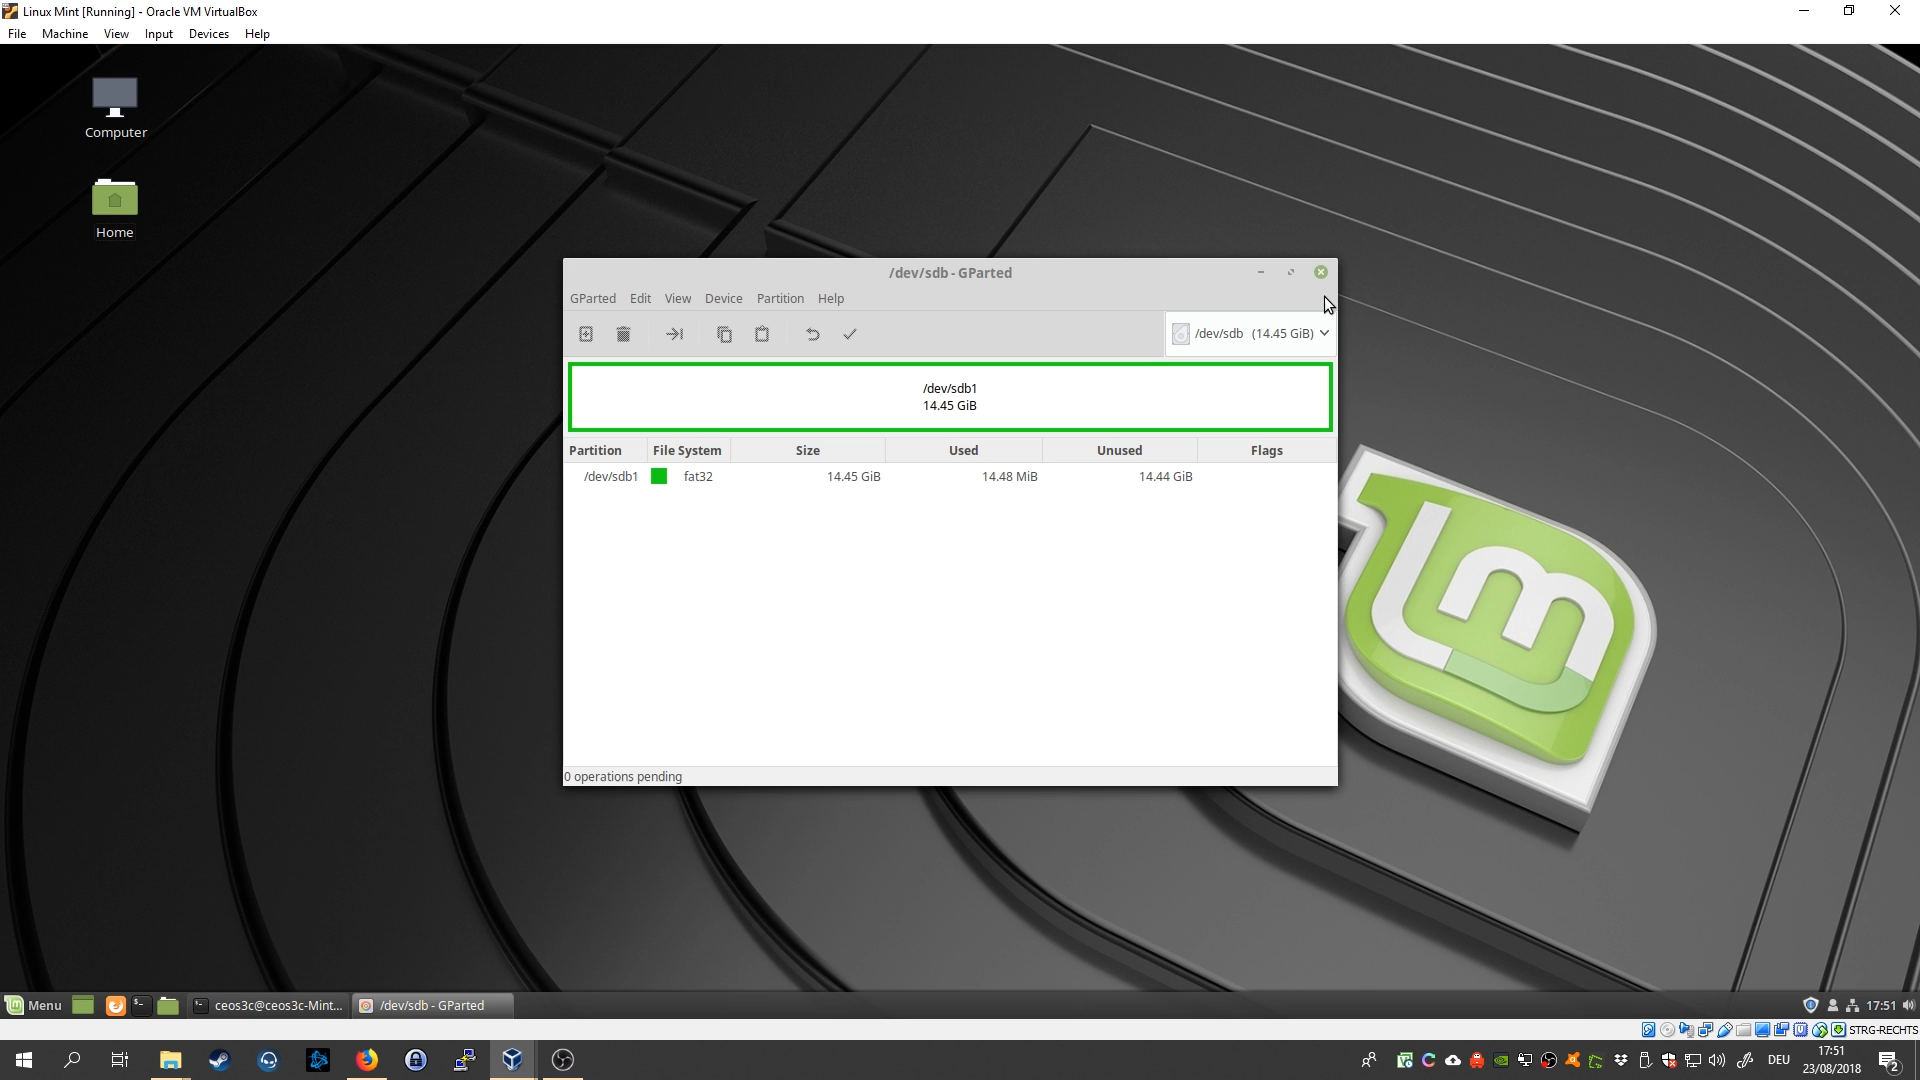 Linux Mint [Running] - Oracle VM VirtualBox
File Machine View Input Devices Help
Computer
Home
/dev/sdb - GParted
GParted Edit View Device Partition Help
/dev/sdb (14.45 GiB)
/dev/sdb1
14.45 GiB
Partition File System Size Used Unused Flags
/dev/sdb1 fat32 14.45 GiB 14.48 MiB 14.44 GiB
0 operations pending
Menu ceos3c@ceos3c-Mint... /dev/sdb - GParted 17:51
STRG-RECHTS
DEU 17:51
23/08/2018 2